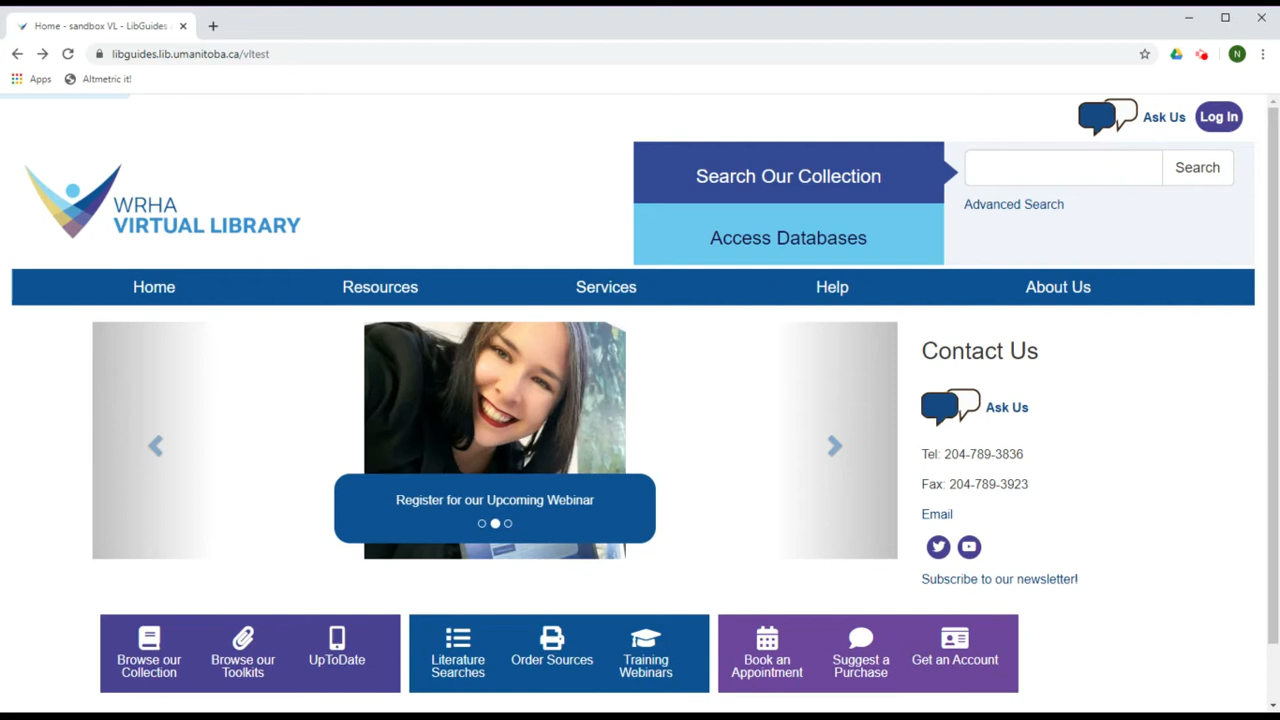 Home - sandbox VL - LibGuides
libguides.lib.umanitoba.ca/vltest
N
Apps
Altmetric it!
Ask Us
Log In
WRHA
VIRTUAL LIBRARY
Search Our Collection
Search
Advanced Search
Access Databases
Home
Resources
Services
Help
About Us
Register for our Upcoming Webinar
Contact Us
Ask Us
Tel: 204-789-3836
Fax: 204-789-3923
Email
Subscribe to our newsletter!
Browse our
Collection
Browse our
Toolkits
UpToDate
Literature
Searches
Order Sources
Training
Webinars
Book an
Appointment
Suggest a
Purchase
Get an Account